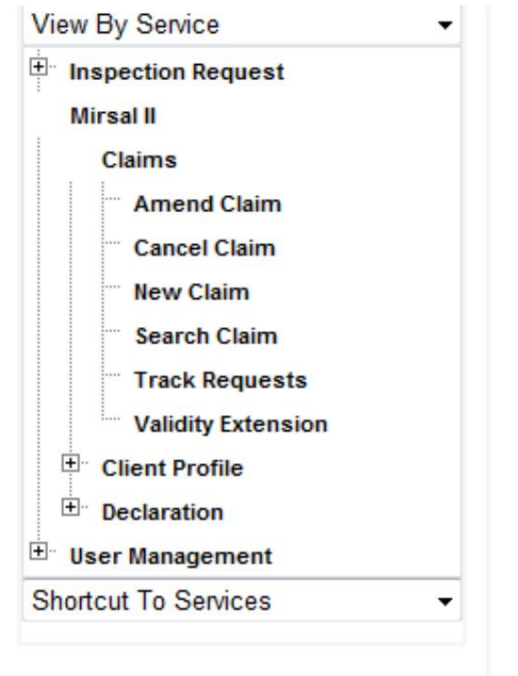 View By Service
Inspection Request
Mirsal II
Claims
Amend Claim
Cancel Claim
New Claim
Search Claim
Track Requests
Validity Extension
Client Profile
Declaration
User Management
Shortcut To Services